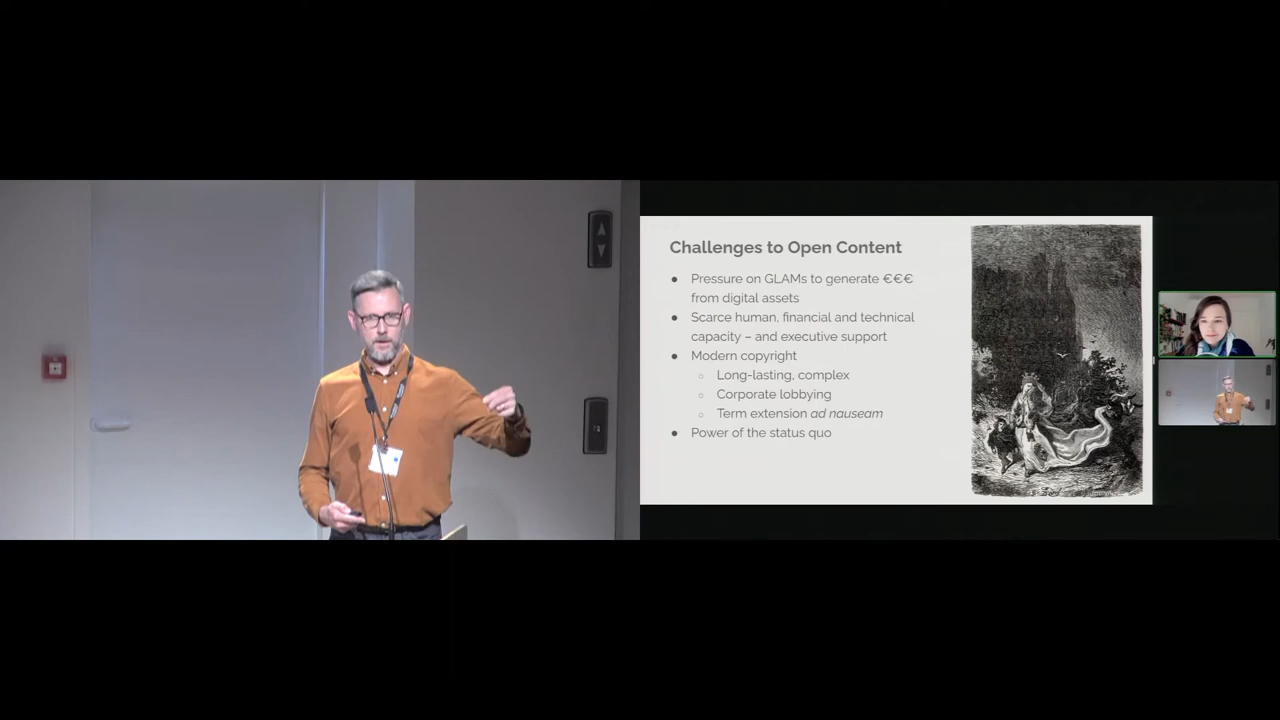 Challenges to Open Content
● Pressure on GLAMs to generate €€€
from digital assets
● Scarce human, financial and technical
capacity – and executive support
● Modern copyright
○ Long-lasting, complex
○ Corporate lobbying
○ Term extension ad nauseam
● Power of the status quo